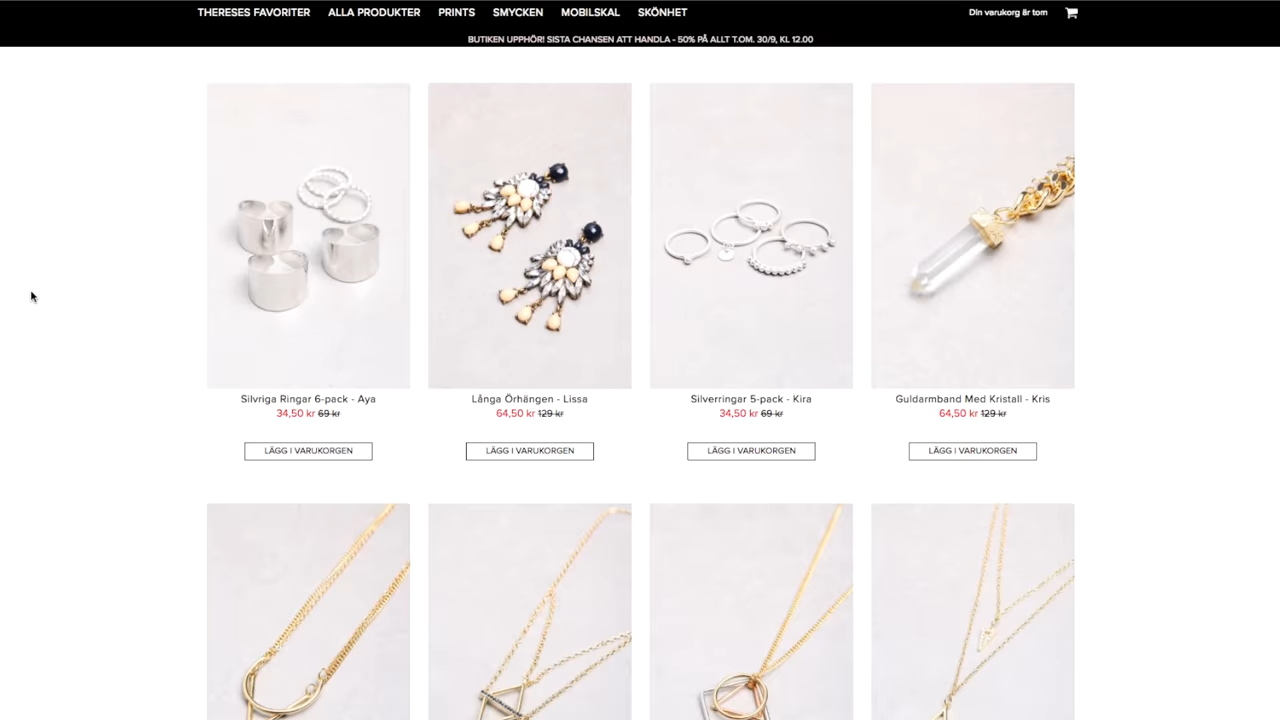 THERESES FAVORITER ALLA PRODUKTER PRINTS SMYCKEN MOBILSKAL SKÖNHET Din varukorg är tom
BUTIKEN UPPHÖR! SISTA CHANSEN ATT HANDLA - 50% PÅ ALLT T.OM. 30/9, KL 12.00
Silvriga Ringar 6-pack - Aya
34,50 kr 69 kr
LÄGG I VARUKORGEN
Långa Örhängen - Lissa
64,50 kr 129 kr
LÄGG I VARUKORGEN
Silverringar 5-pack - Kira
34,50 kr 69 kr
LÄGG I VARUKORGEN
Guldarmband Med Kristall - Kris
64,50 kr 129 kr
LÄGG I VARUKORGEN